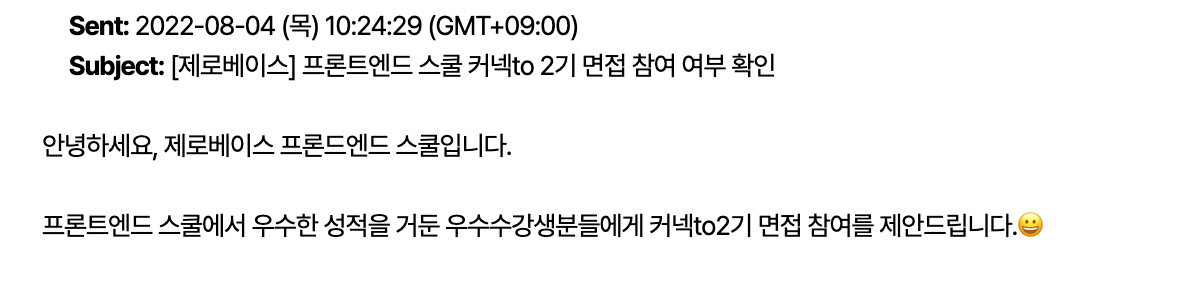 Sent: 2022-08-04 (목) 10:24:29 (GMT+09:00)
Subject: [제로베이스] 프론트엔드 스쿨 커넥to 2기 면접 참여 여부 확인
안녕하세요, 제로베이스 프론드엔드 스쿨입니다.
프론트엔드 스쿨에서 우수한 성적을 거둔 우수수강생분들에게 커넥to2기 면접 참여를 제안드립니다.😀